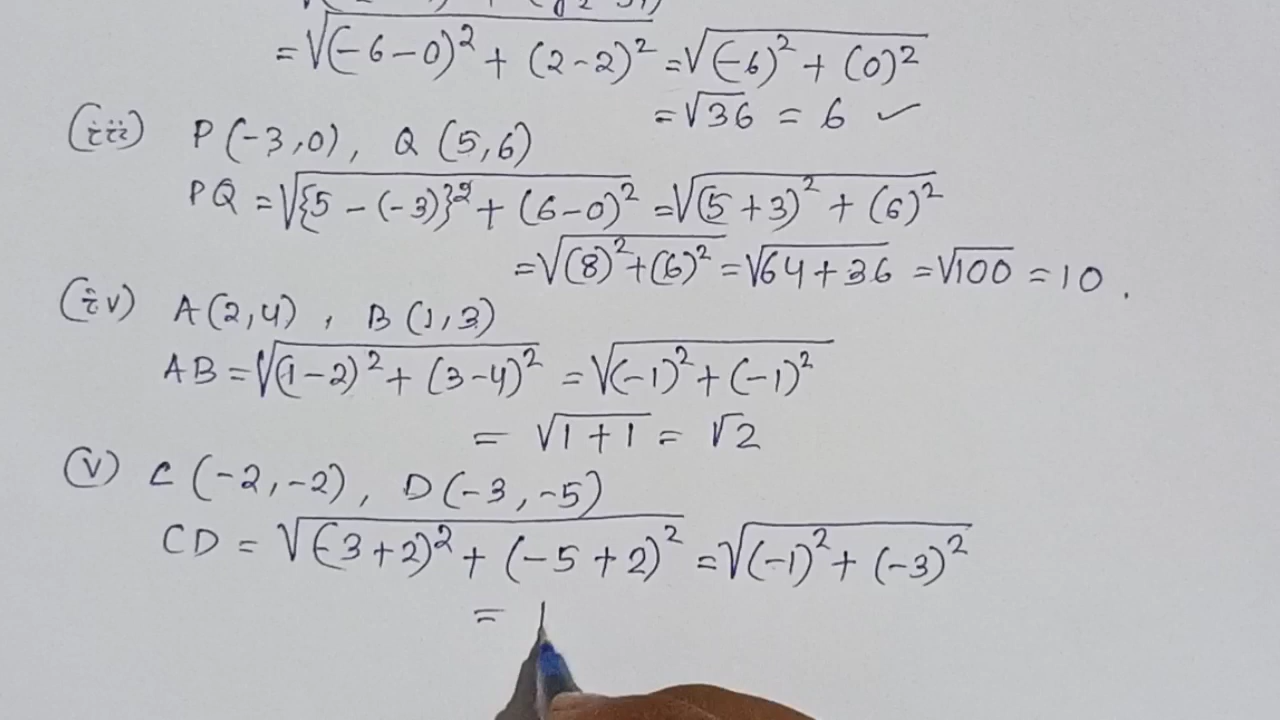 = √(-6-0)² + (2-2)² = √(-6)² + (0)²
= √36 = 6 ✓
(iii) P(-3,0), Q(5,6)
PQ = √{5-(-3)}² + (6-0)² = √(5+3)² + (6)²
= √(8)² + (6)² = √64+36 = √100 = 10.
(iv) A(2,4), B(1,3)
AB = √(1-2)² + (3-4)² = √(-1)² + (-1)²
= √1+1 = √2
(v) C(-2,-2), D(-3,-5)
CD = √(-3+2)² + (-5+2)² = √(-1)² + (-3)²
=